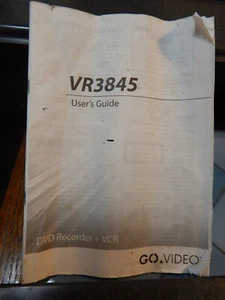 VR3845
User's Guide
DVD Recorder + VCR
GO.VIDEO